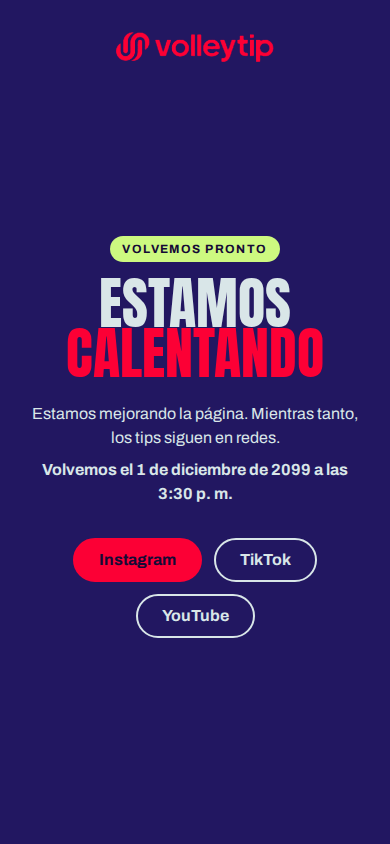 volleytip
VOLVEMOS PRONTO
ESTAMOS
CALENTANDO
Estamos mejorando la página. Mientras tanto,
los tips siguen en redes.
Volvemos el 1 de diciembre de 2099 a las
3:30 p. m.
Instagram
TikTok
YouTube